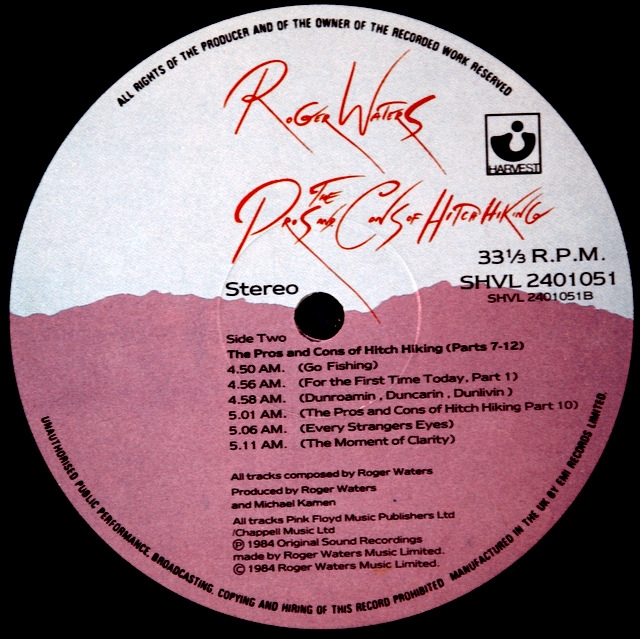 ALL RIGHTS OF THE PRODUCER AND OF THE OWNER OF THE RECORDED WORK RESERVED
ROGER WATERS
HARVEST
THE
PROS AND CONS OF HITCH HIKING
33⅓ R.P.M.
SHVL 2401051
SHVL 2401051B
Stereo
Side Two
The Pros and Cons of Hitch Hiking (Parts 7-12)
4.50 AM. (Go Fishing)
4.56 AM. (For the First Time Today, Part 1)
4.58 AM. (Dunroamin , Duncarin , Dunlivin )
5.01 AM. (The Pros and Cons of Hitch Hiking Part 10)
5.06 AM. (Every Strangers Eyes)
5.11 AM. (The Moment of Clarity)
All tracks composed by Roger Waters
Produced by Roger Waters
and Michael Kamen
All tracks Pink Floyd Music Publishers Ltd
/Chappell Music Ltd
℗ 1984 Original Sound Recordings
made by Roger Waters Music Limited.
© 1984 Roger Waters Music Limited.
UNAUTHORISED PUBLIC PERFORMANCE, BROADCASTING, COPYING AND HIRING OF THIS RECORD PROHIBITED MANUFACTURED IN THE UK BY EMI RECORDS LIMITED.